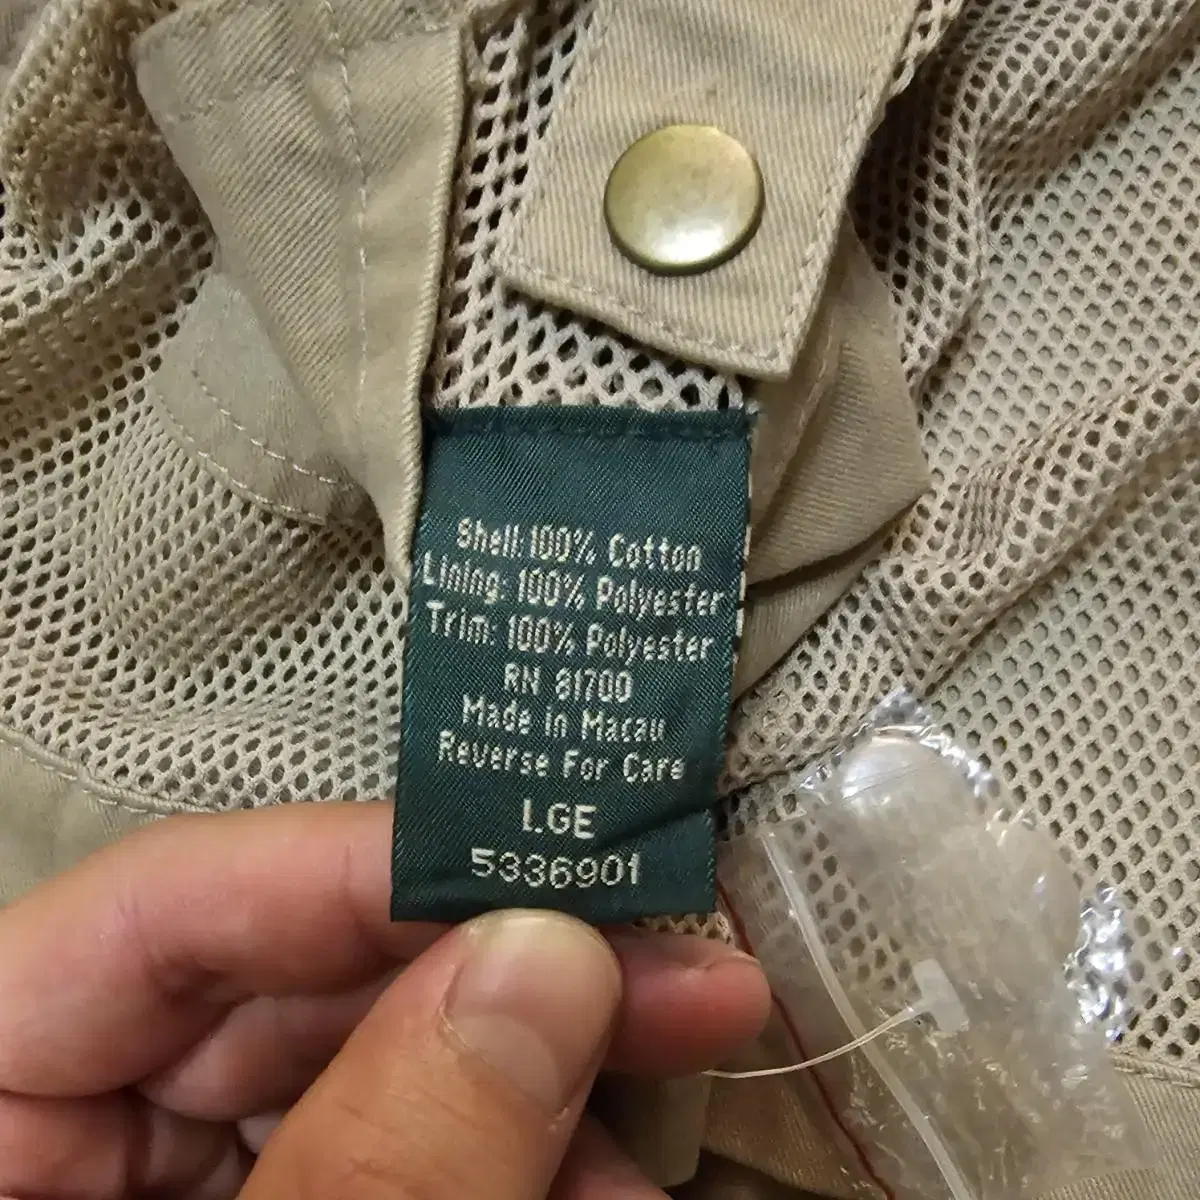 Shell: 100% Cotton
Lining: 100% Polyester
Trim: 100% Polyester
RN 81700
Made in Macau
Reverse For Care
LGE
5336901